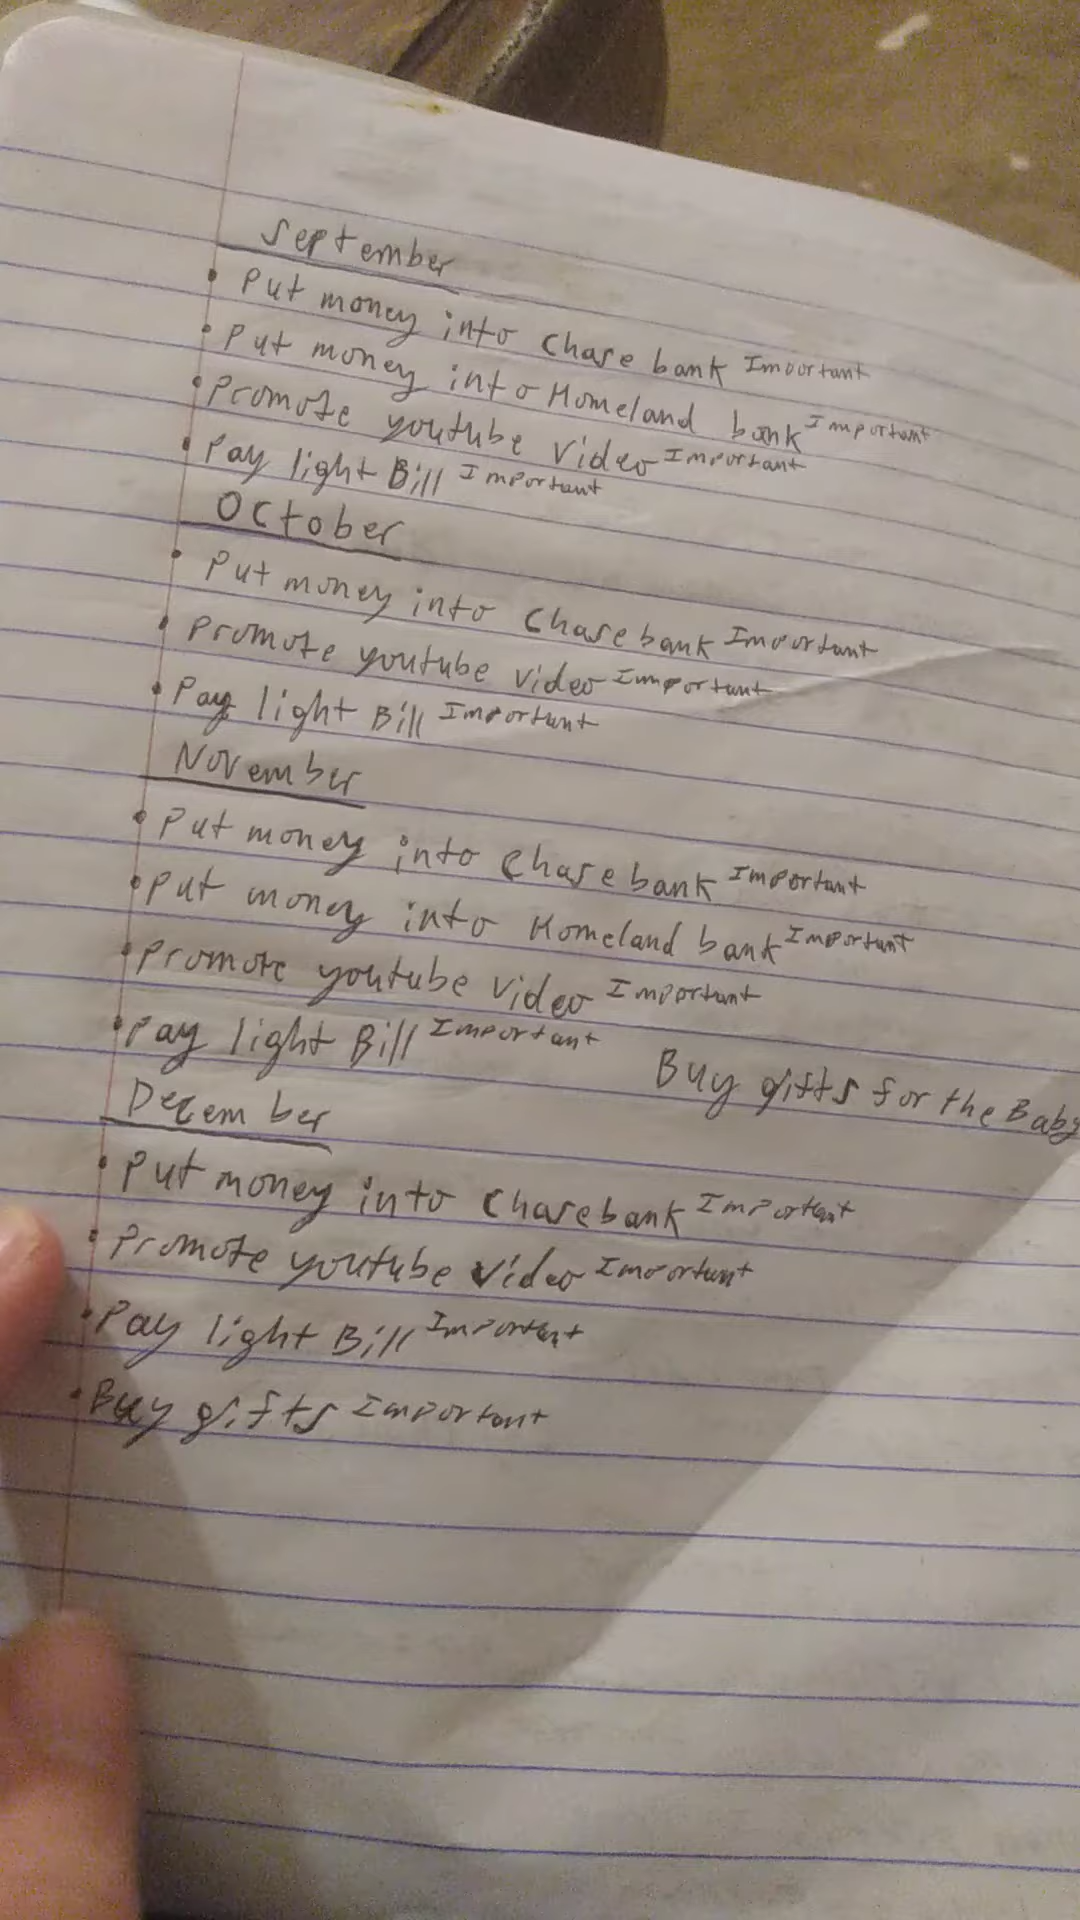 September
• Put money into Chase bank Important
• Put money into Homeland bank Important
• Promote youtube video Important
• Pay light Bill Important
October
• Put money into Chase bank Important
• Promote youtube video Important
• Pay light Bill Important
November
• Put money into Chase bank Important
• Put money into Homeland bank Important
• Promote youtube video Important
• Pay light Bill Important Buy gifts for the Baby
December
• Put money into Chase bank Important
• Promote youtube video Important
• Pay light Bill Important
• Buy gifts Important